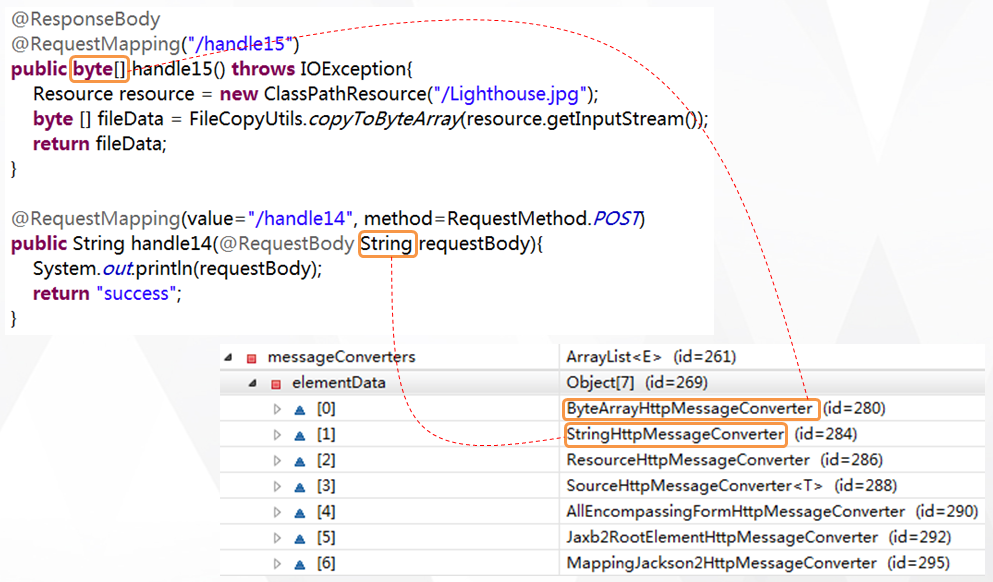 @ResponseBody
@RequestMapping("/handle15")
public byte[] handle15() throws IOException{
Resource resource = new ClassPathResource("/Lighthouse.jpg");
byte [] fileData = FileCopyUtils.copyToByteArray(resource.getInputStream());
return fileData;
}
@RequestMapping(value="/handle14", method=RequestMethod.POST)
public String handle14(@RequestBody String requestBody){
System.out.println(requestBody);
return "success";
}
messageConverters ArrayList<E> (id=261)
elementData Object[7] (id=269)
[0] ByteArrayHttpMessageConverter (id=280)
[1] StringHttpMessageConverter (id=284)
[2] ResourceHttpMessageConverter (id=286)
[3] SourceHttpMessageConverter<T> (id=288)
[4] AllEncompassingFormHttpMessageConverter (id=290)
[5] Jaxb2RootElementHttpMessageConverter (id=292)
[6] MappingJackson2HttpMessageConverter (id=295)